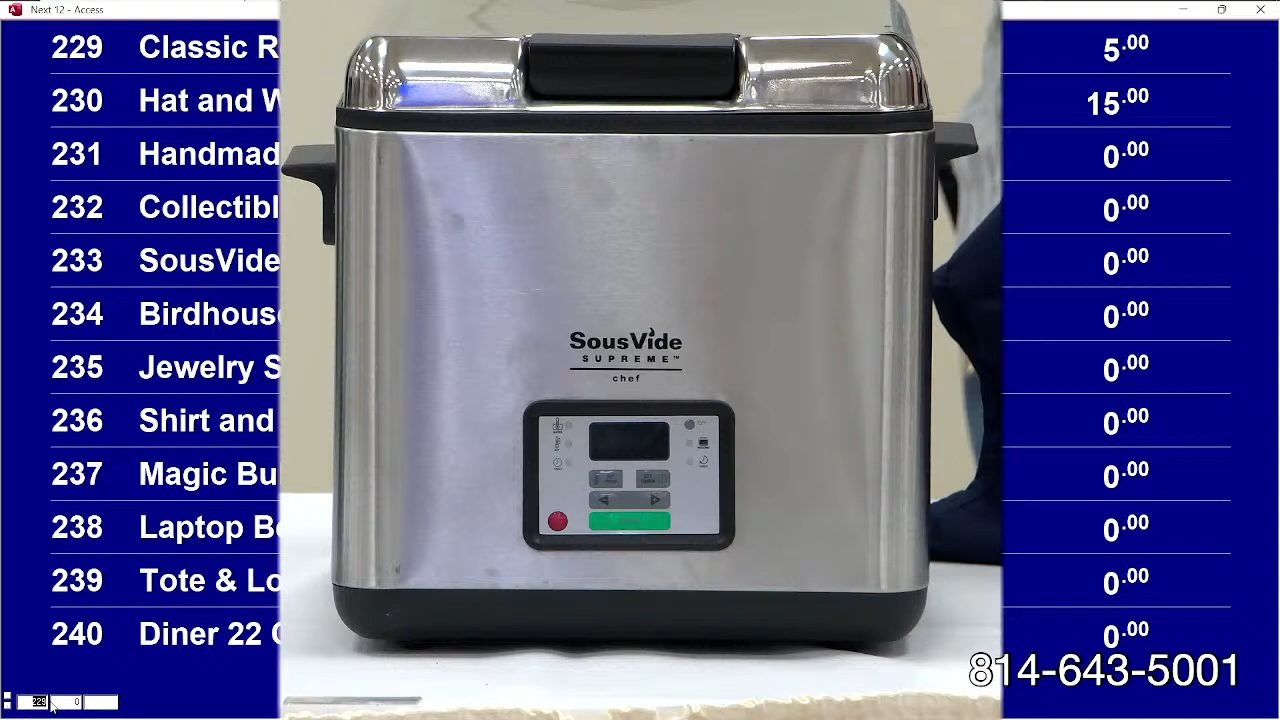 Next 12 - Access
229 Classic R 5.00
230 Hat and W 15.00
231 Handmad 0.00
232 Collectibl 0.00
233 SousVide 0.00
234 Birdhous 0.00
235 Jewelry S 0.00
236 Shirt and 0.00
237 Magic Bu 0.00
238 Laptop B 0.00
239 Tote & Lo 0.00
240 Diner 22 0.00
SousVide
SUPREME™
chef
814-643-5001
229 0